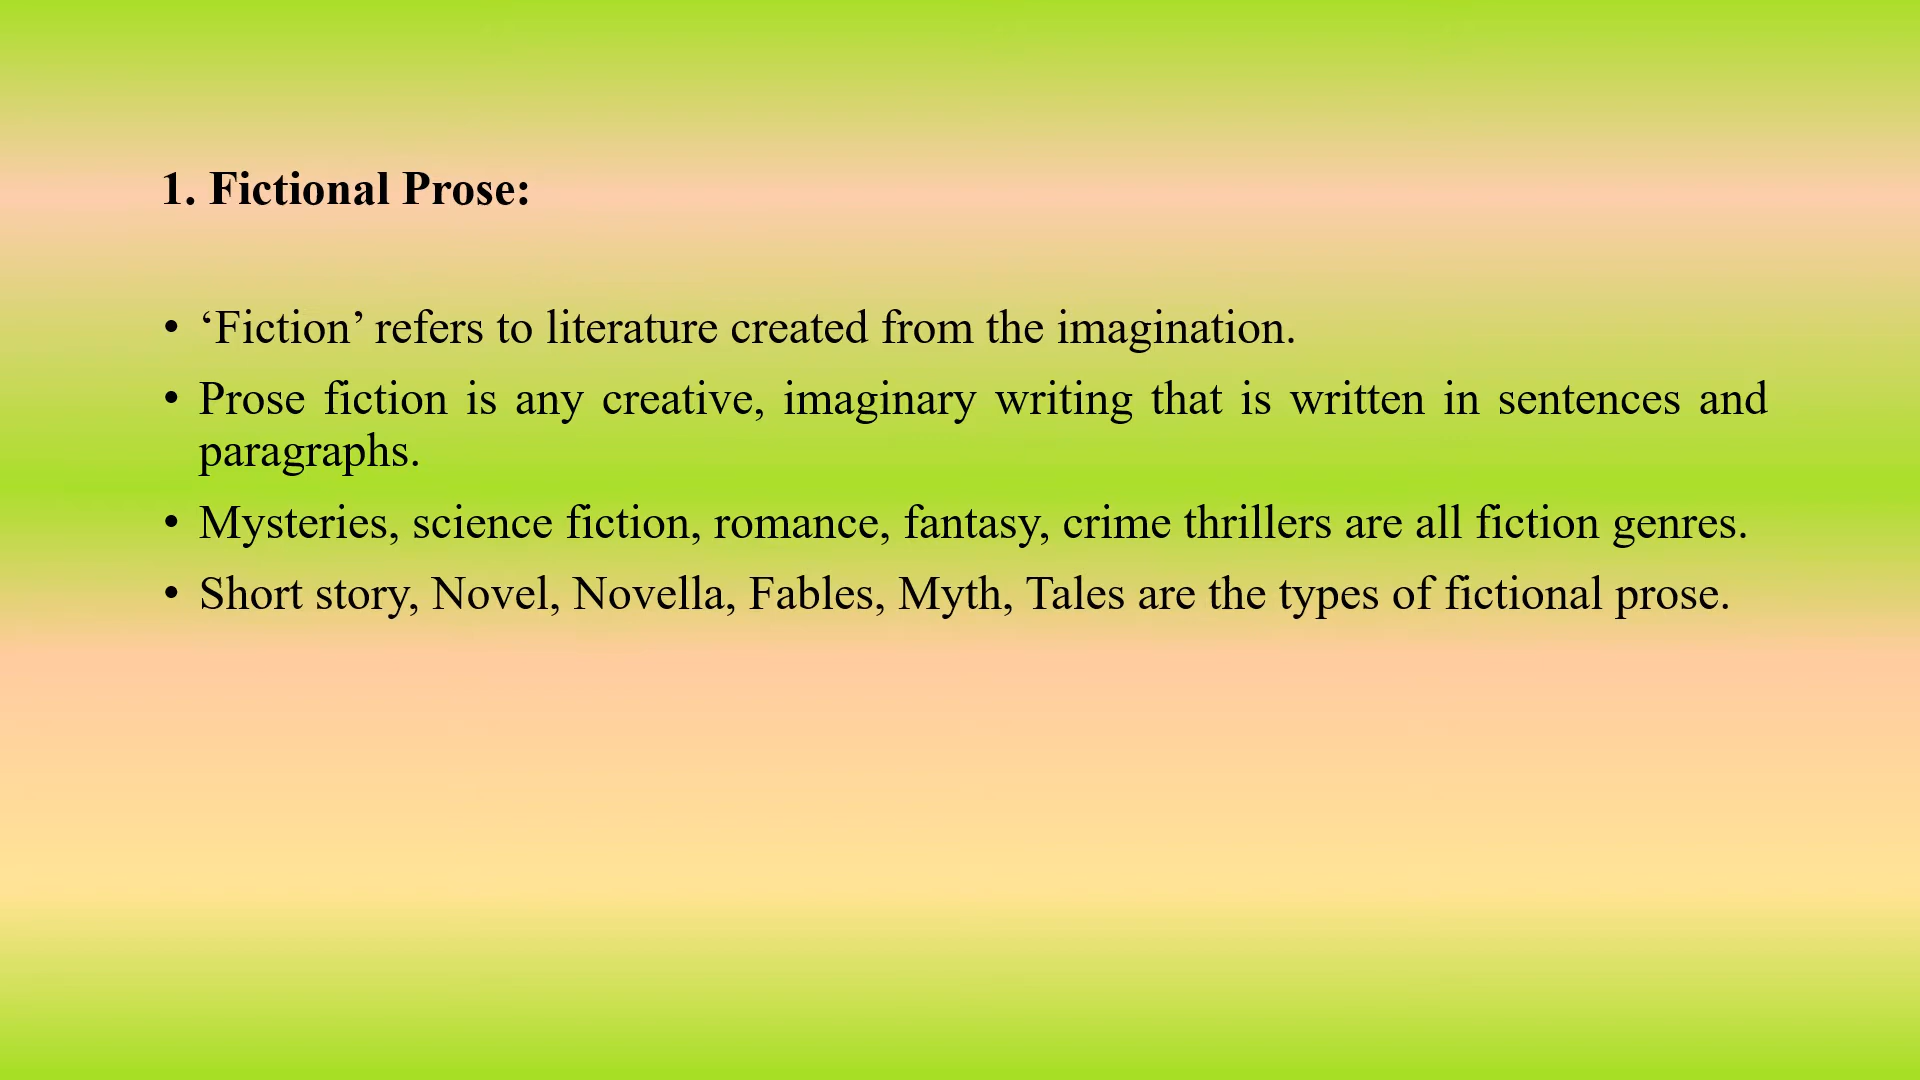 1. Fictional Prose:
• ‘Fiction’ refers to literature created from the imagination.
• Prose fiction is any creative, imaginary writing that is written in sentences and
paragraphs.
• Mysteries, science fiction, romance, fantasy, crime thrillers are all fiction genres.
• Short story, Novel, Novella, Fables, Myth, Tales are the types of fictional prose.